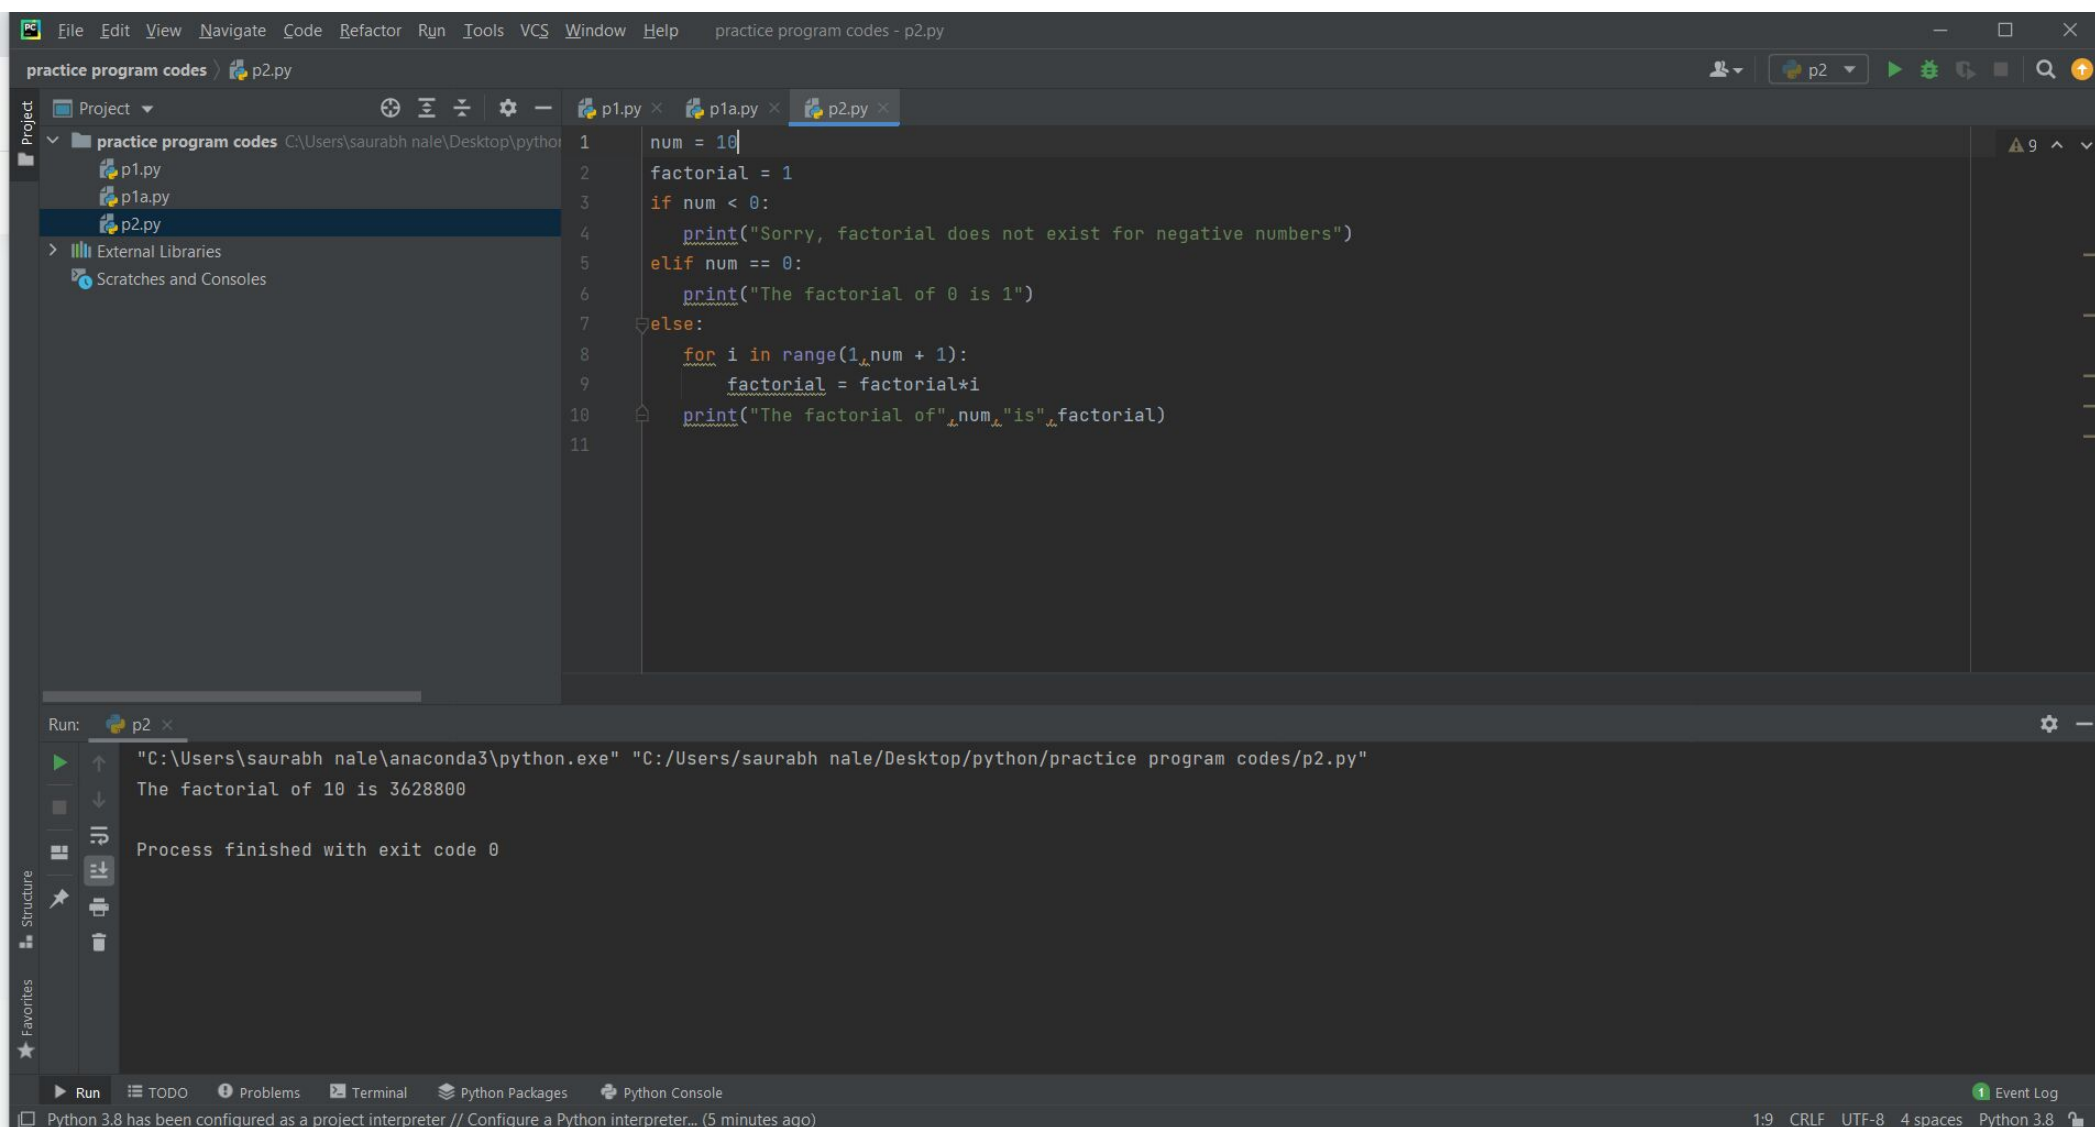 File Edit View Navigate Code Refactor Run Tools VCS Window Help practice program codes - p2.py
practice program codes p2.py
p2
Project
Project
p1.py p1a.py p2.py
practice program codes C:\Users\saurabh nale\Desktop\python
p1.py
p1a.py
p2.py
External Libraries
Scratches and Consoles
9
1 num = 10
2 factorial = 1
3 if num < 0:
4 print("Sorry, factorial does not exist for negative numbers")
5 elif num == 0:
6 print("The factorial of 0 is 1")
7 else:
8 for i in range(1,num + 1):
9 factorial = factorial*i
10 print("The factorial of",num,"is",factorial)
11
Run: p2
"C:\Users\saurabh nale\anaconda3\python.exe" "C:/Users/saurabh nale/Desktop/python/practice program codes/p2.py"
The factorial of 10 is 3628800
Process finished with exit code 0
Structure
Favorites
Run TODO Problems Terminal Python Packages Python Console 1 Event Log
Python 3.8 has been configured as a project interpreter // Configure a Python interpreter... (5 minutes ago) 1:9 CRLF UTF-8 4 spaces Python 3.8